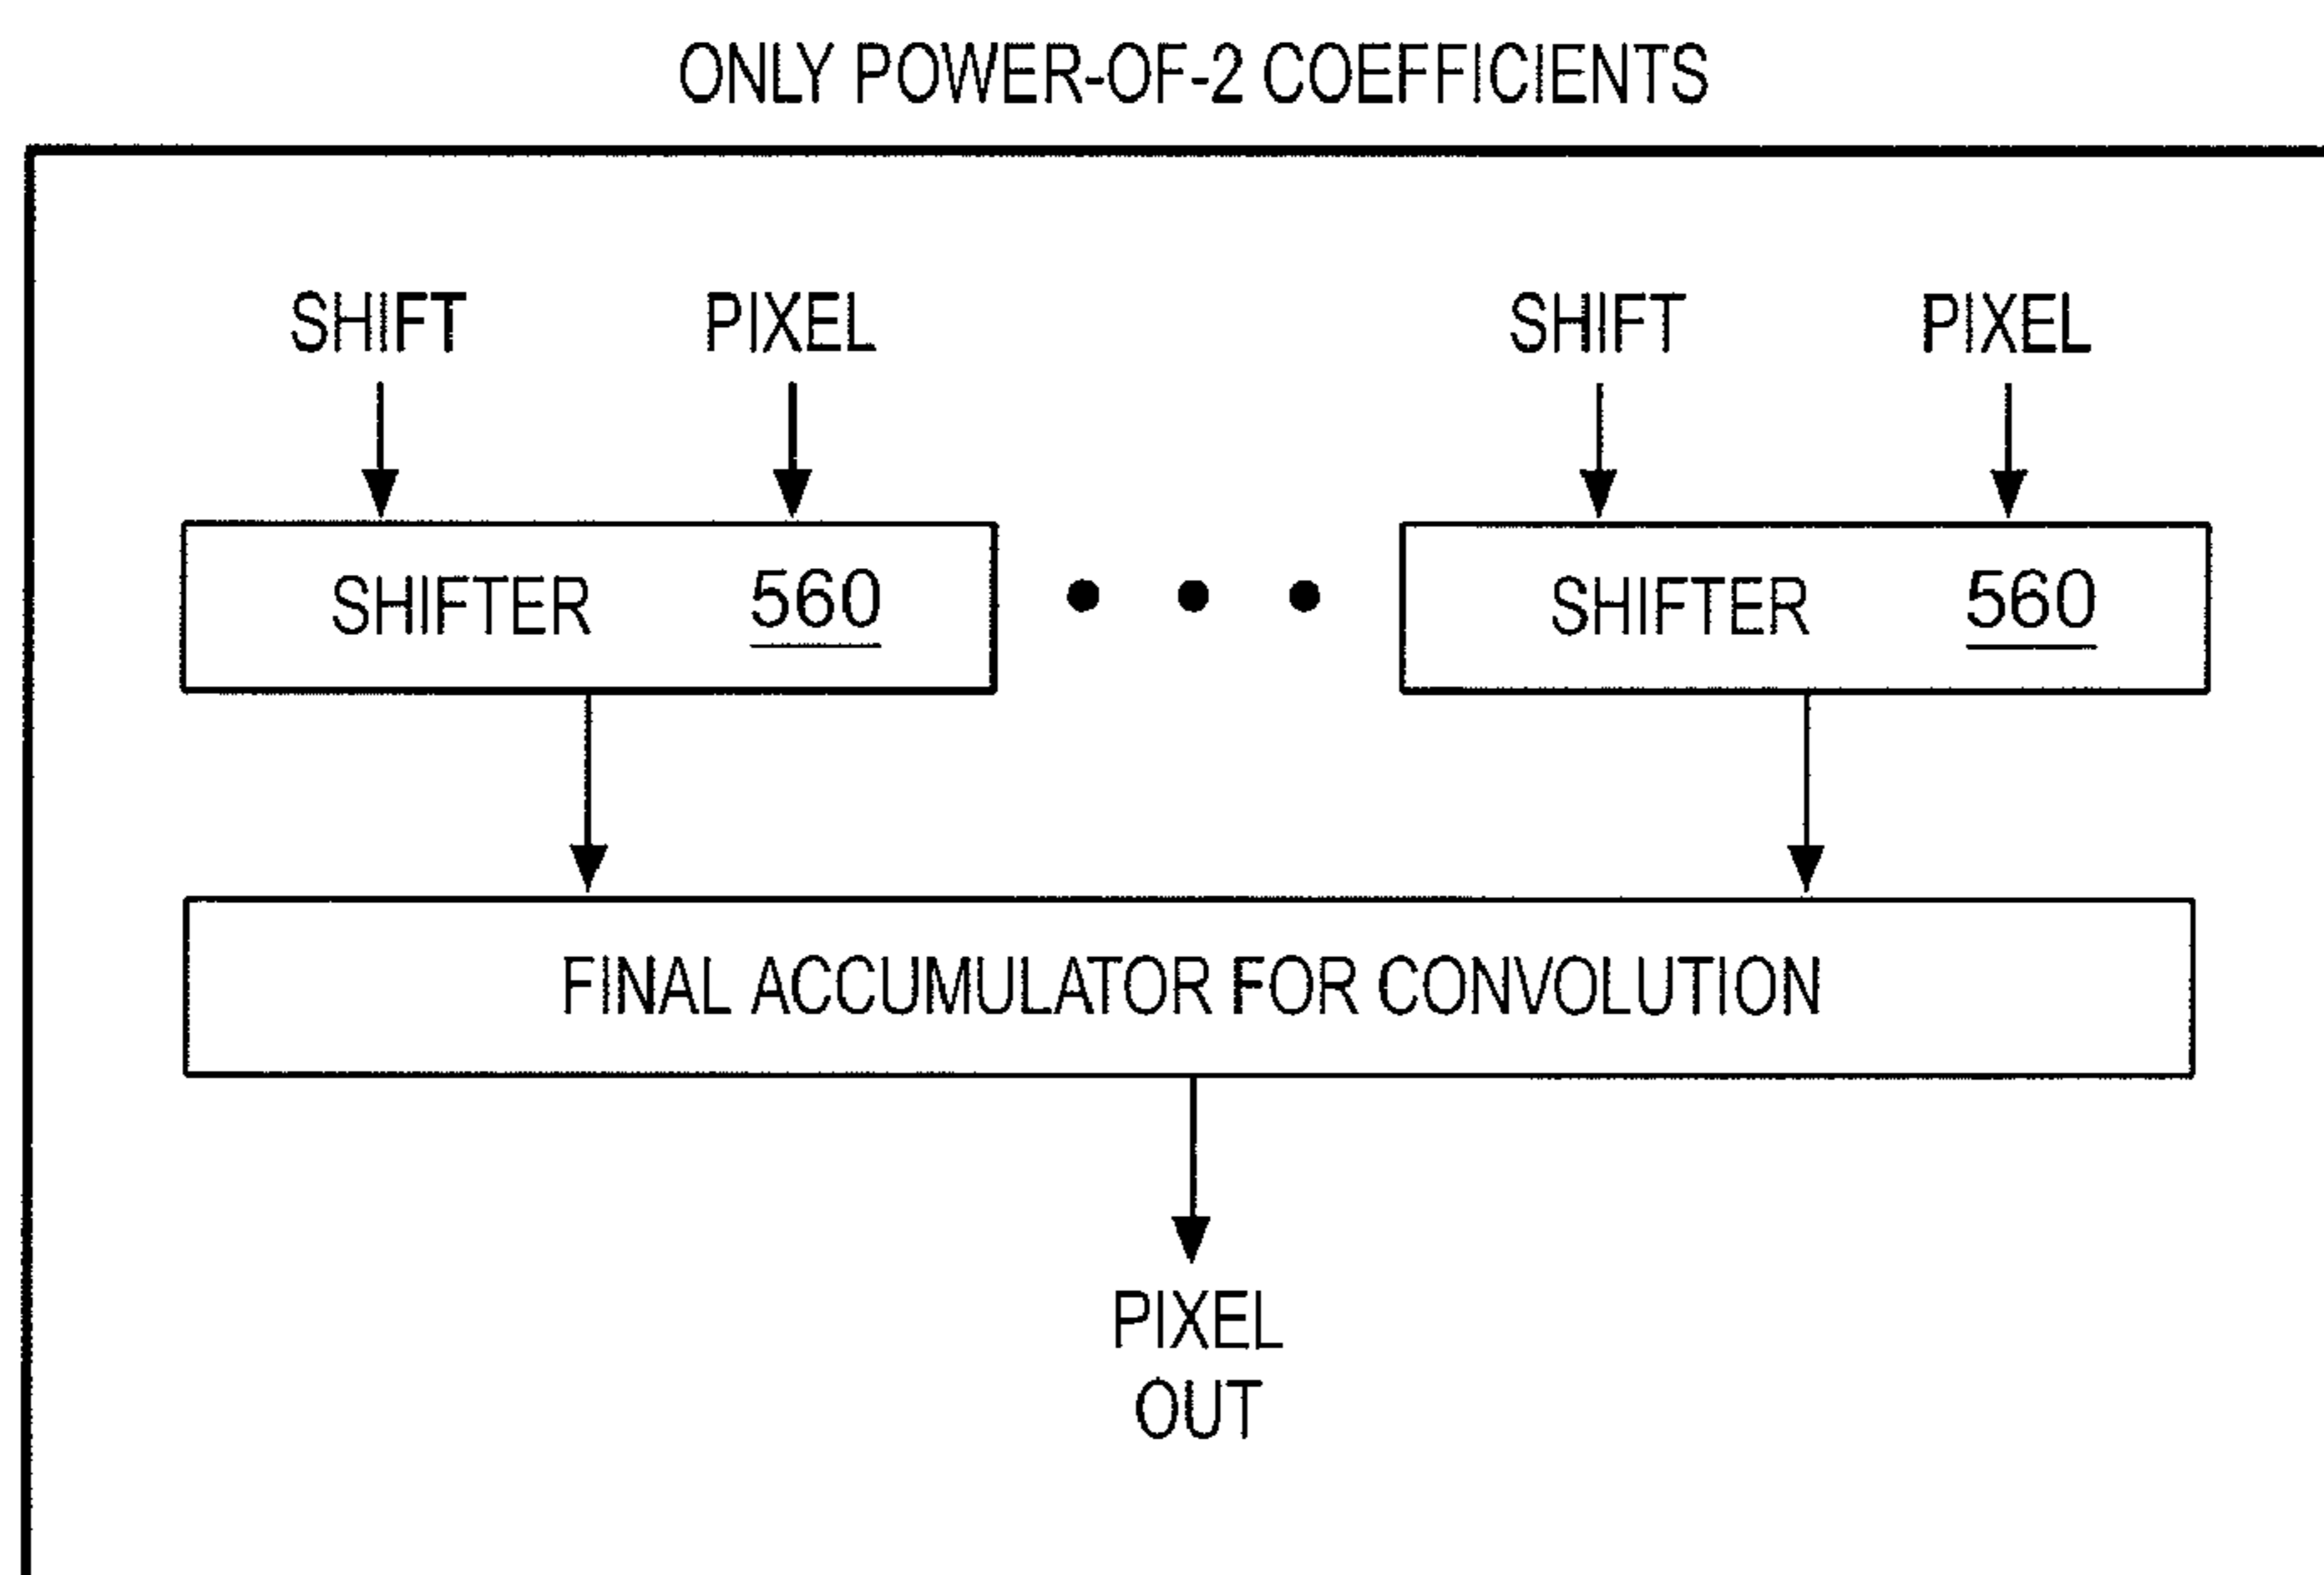 ONLY POWER-OF-2 COEFFICIENTS
SHIFT PIXEL SHIFT PIXEL
SHIFTER 560 SHIFTER 560
FINAL ACCUMULATOR FOR CONVOLUTION
PIXEL
OUT